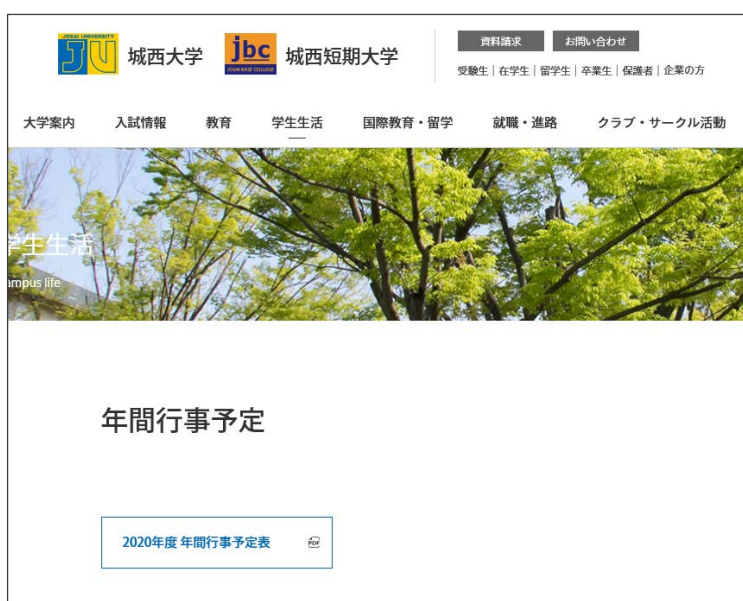 JOSAI UNIVERSITY
JU 城西大学
jbc
JOSAI BASE COLLEGE
城西短期大学
資料請求 お問い合わせ
受験生|在学生|留学生|卒業生|保護者|企業の方
大学案内 入試情報 教育 学生生活 国際教育・留学 就職・進路 クラブ・サークル活動
学生生活
ampus life
年間行事予定
2020年度 年間行事予定表 PDF